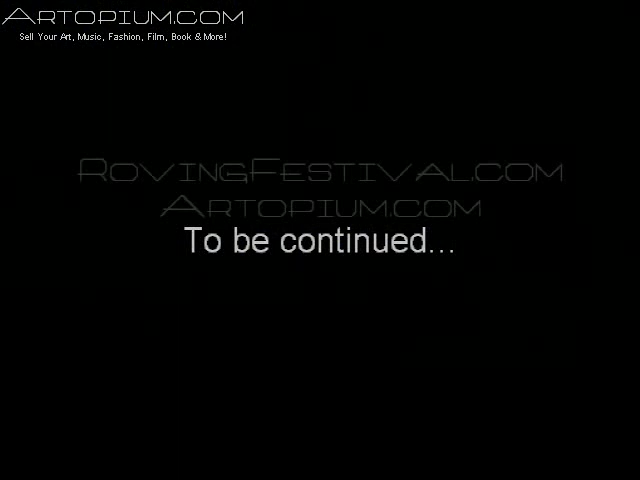 Artopium.com
Sell Your Art, Music, Fashion, Film, Book & More!
RovingFestival.com
Artopium.com
To be continued...